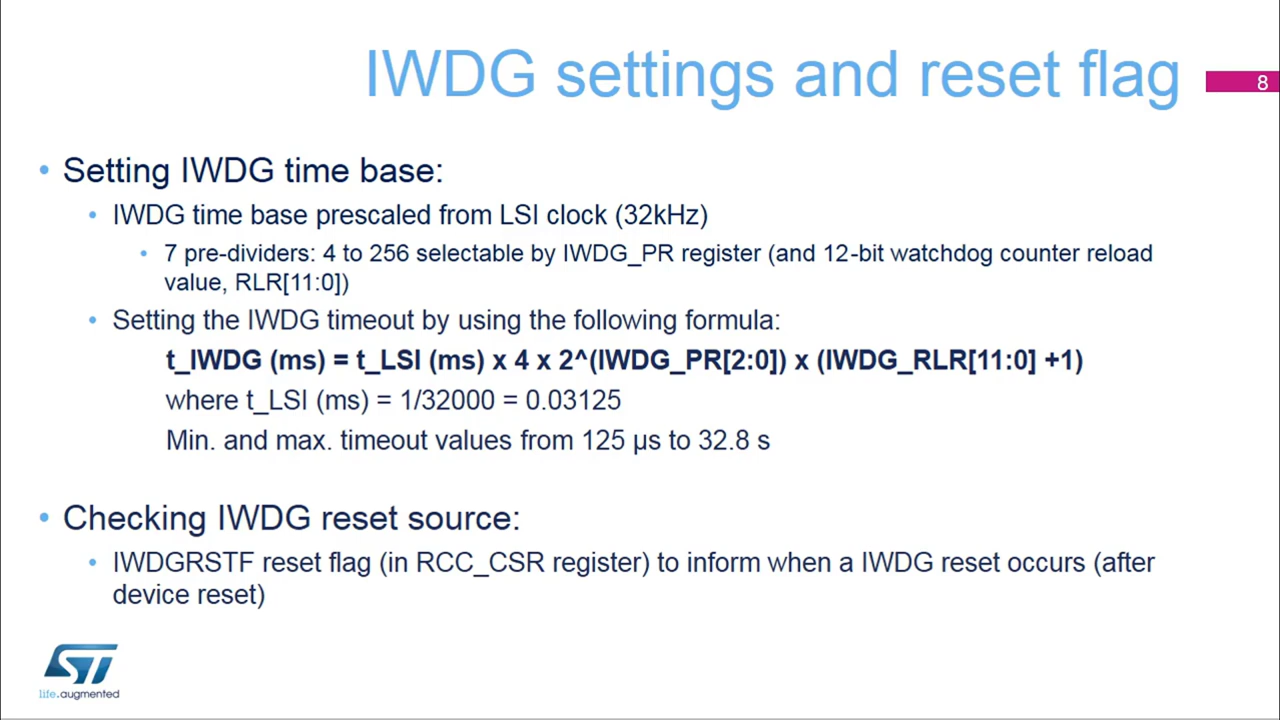 IWDG settings and reset flag
8
• Setting IWDG time base:
• IWDG time base prescaled from LSI clock (32kHz)
• 7 pre-dividers: 4 to 256 selectable by IWDG_PR register (and 12-bit watchdog counter reload
value, RLR[11:0])
• Setting the IWDG timeout by using the following formula:
t_IWDG (ms) = t_LSI (ms) x 4 x 2^(IWDG_PR[2:0]) x (IWDG_RLR[11:0] +1)
where t_LSI (ms) = 1/32000 = 0.03125
Min. and max. timeout values from 125 µs to 32.8 s
• Checking IWDG reset source:
• IWDGRSTF reset flag (in RCC_CSR register) to inform when a IWDG reset occurs (after
device reset)
ST
life.augmented